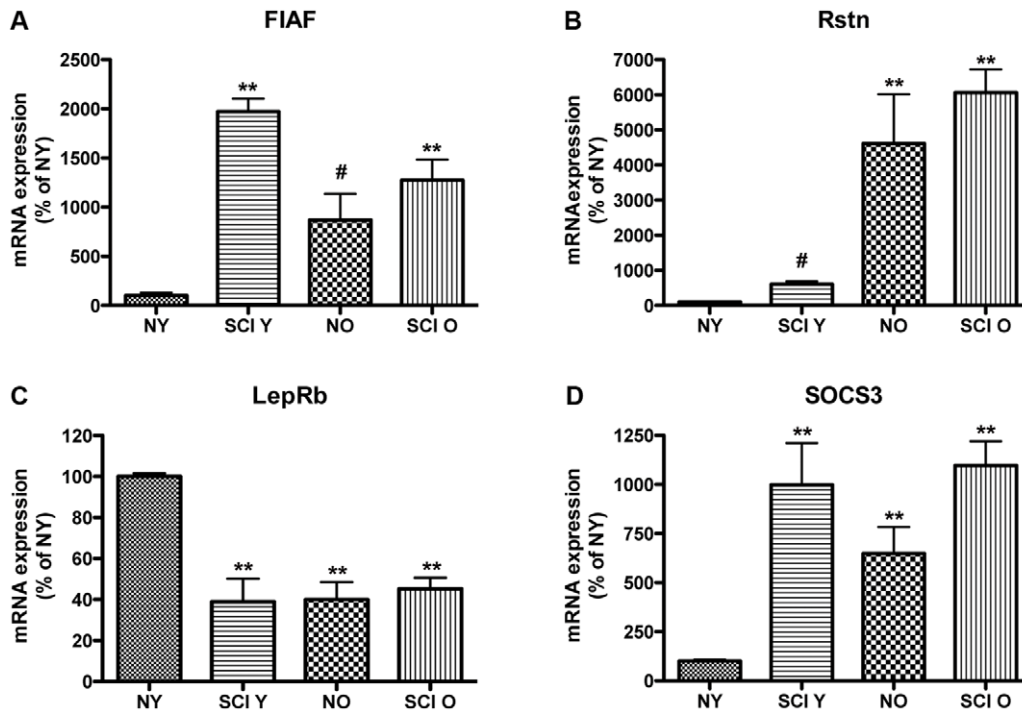 A
FIAF
mRNA expression
(% of NY)
2500
2000
1500
1000
500
0
**
#
**
NY
SCI Y
NO
SCI O
B
Rstn
mRNAexpression
(% of NY)
7000
6000
5000
4000
3000
2000
1000
0
#
**
**
NY
SCI Y
NO
SCI O
C
LepRb
mRNA expression
(% of NY)
120
100
80
60
40
20
0
**
**
**
NY
SCI Y
NO
SCI O
D
SOCS3
mRNA expression
(% of NY)
1250
1000
750
500
250
0
**
**
**
NY
SCI Y
NO
SCI O